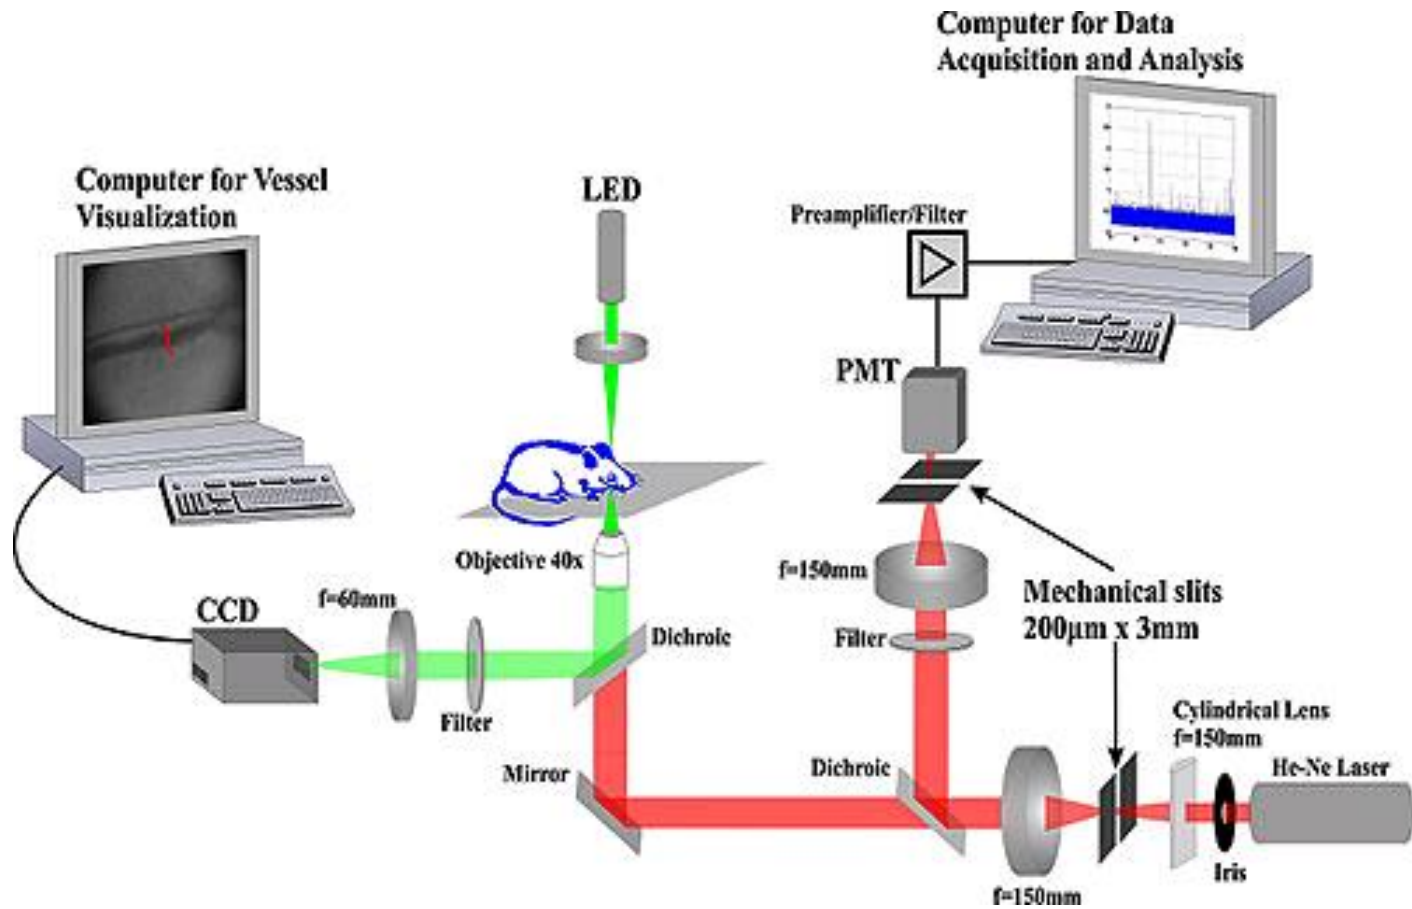 Computer for Data
Acquisition and Analysis
Computer for Vessel
Visualization
LED
Preamplifier/Filter
PMT
Objective 40x
f=150mm
f=60mm
Mechanical slits
200μm x 3mm
CCD
Dichroic
Filter
Filter
Cylindrical Lens
f=150mm
Mirror
Dichroic
He-Ne Laser
Iris
f=150mm